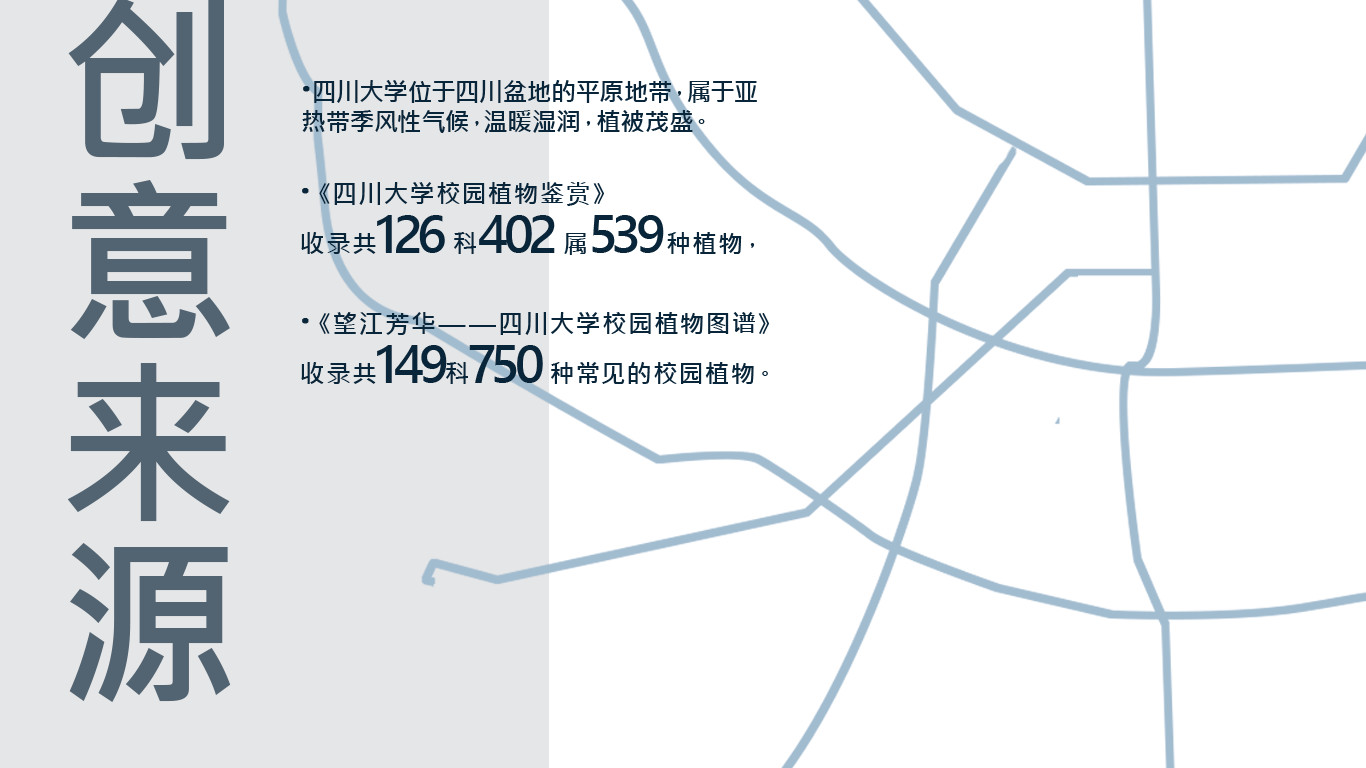 创意来源
•四川大学位于四川盆地的平原地带，属于亚
热带季风性气候，温暖湿润，植被茂盛。
•《四川大学校园植物鉴赏》
收录共126 科402 属539种植物，
•《望江芳华——四川大学校园植物图谱》
收录共149科750 种常见的校园植物。